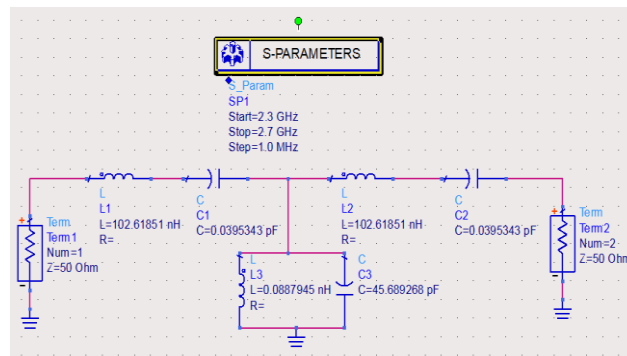 S-PARAMETERS
S_Param
SP1
Start=2.3 GHz
Stop=2.7 GHz
Step=1.0 MHz
L
L1
L=102.61851 nH
R=
C
C1
C=0.0395343 pF
L
L2
L=102.61851 nH
R=
C
C2
C=0.0395343 pF
Term
Term1
Num=1
Z=50 Ohm
Term
Term2
Num=2
Z=50 Ohm
L
L3
L=0.0887945 nH
R=
C
C3
C=45.689268 pF